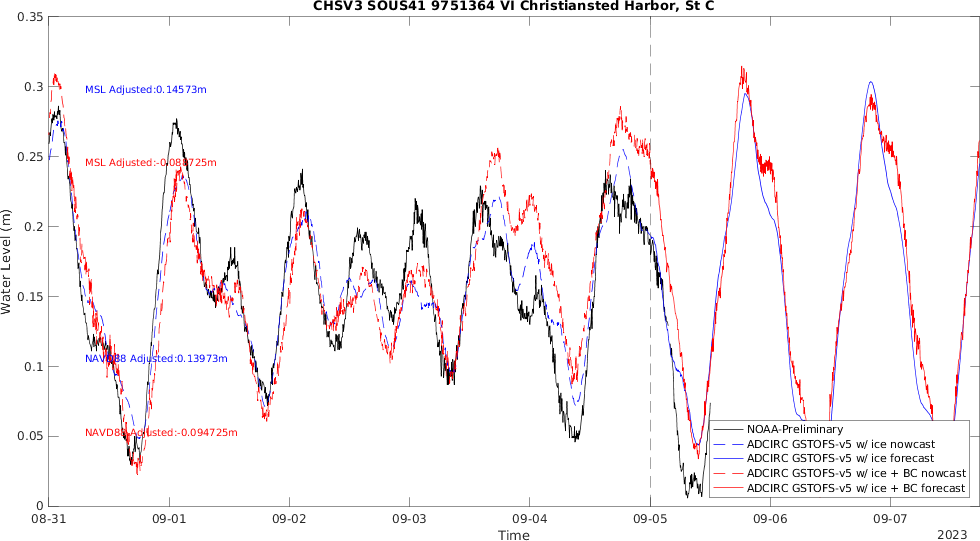 CHSV3 SOUS41 9751364 VI Christiansted Harbor, St C
0.35
0.3
0.25
0.2
0.15
0.1
0.05
0
Water Level (m)
MSL Adjusted:0.14573m
MSL Adjusted:-0.088725m
NAVD88 Adjusted:0.13973m
NAVD88 Adjusted:-0.094725m
NOAA-Preliminary
ADCIRC GSTOFS-v5 w/ ice nowcast
ADCIRC GSTOFS-v5 w/ ice forecast
ADCIRC GSTOFS-v5 w/ ice + BC nowcast
ADCIRC GSTOFS-v5 w/ ice + BC forecast
08-31 09-01 09-02 09-03 09-04 09-05 09-06 09-07
Time
2023